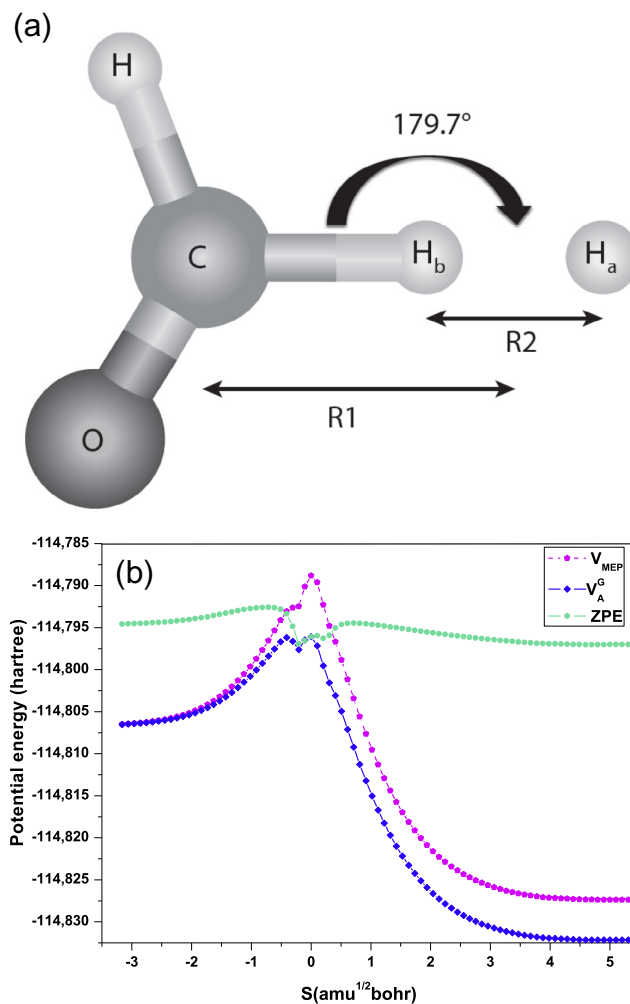 (a)
H
179.7°
C
H_b
H_a
R2
R1
O
(b)
V_MEP
V_A^G
ZPE
Potential energy (hartree)
-114,785
-114,790
-114,795
-114,800
-114,805
-114,810
-114,815
-114,820
-114,825
-114,830
-3 -2 -1 0 1 2 3 4 5
S(amu^1/2 bohr)